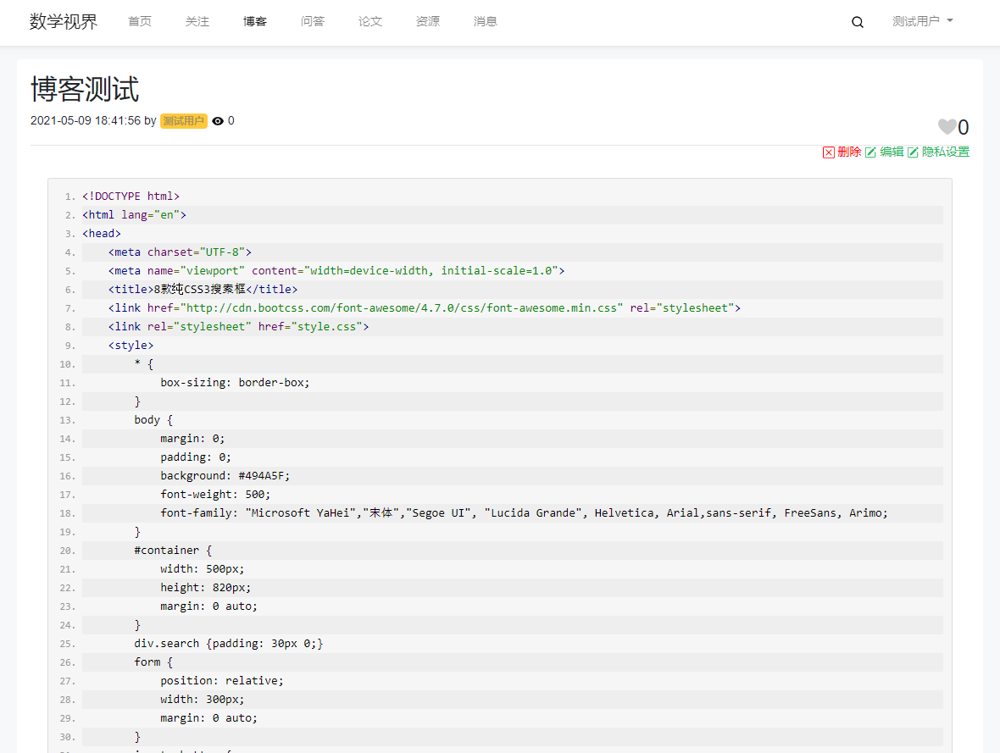 数学视界 首页 关注 博客 问答 论文 资源 消息 测试用户
博客测试
2021-05-09 18:41:56 by 测试用户 0
0
删除 编辑 隐私设置
1. <!DOCTYPE html>
2. <html lang="en">
3. <head>
4. <meta charset="UTF-8">
5. <meta name="viewport" content="width=device-width, initial-scale=1.0">
6. <title>8款纯CSS3搜索框</title>
7. <link href="http://cdn.bootcss.com/font-awesome/4.7.0/css/font-awesome.min.css" rel="stylesheet">
8. <link rel="stylesheet" href="style.css">
9. <style>
10. * {
11. box-sizing: border-box;
12. }
13. body {
14. margin: 0;
15. padding: 0;
16. background: #494A5F;
17. font-weight: 500;
18. font-family: "Microsoft YaHei","宋体","Segoe UI", "Lucida Grande", Helvetica, Arial,sans-serif, FreeSans, Arimo;
19. }
20. #container {
21. width: 500px;
22. height: 820px;
23. margin: 0 auto;
24. }
25. div.search {padding: 30px 0;}
26. form {
27. position: relative;
28. width: 300px;
29. margin: 0 auto;
30. }